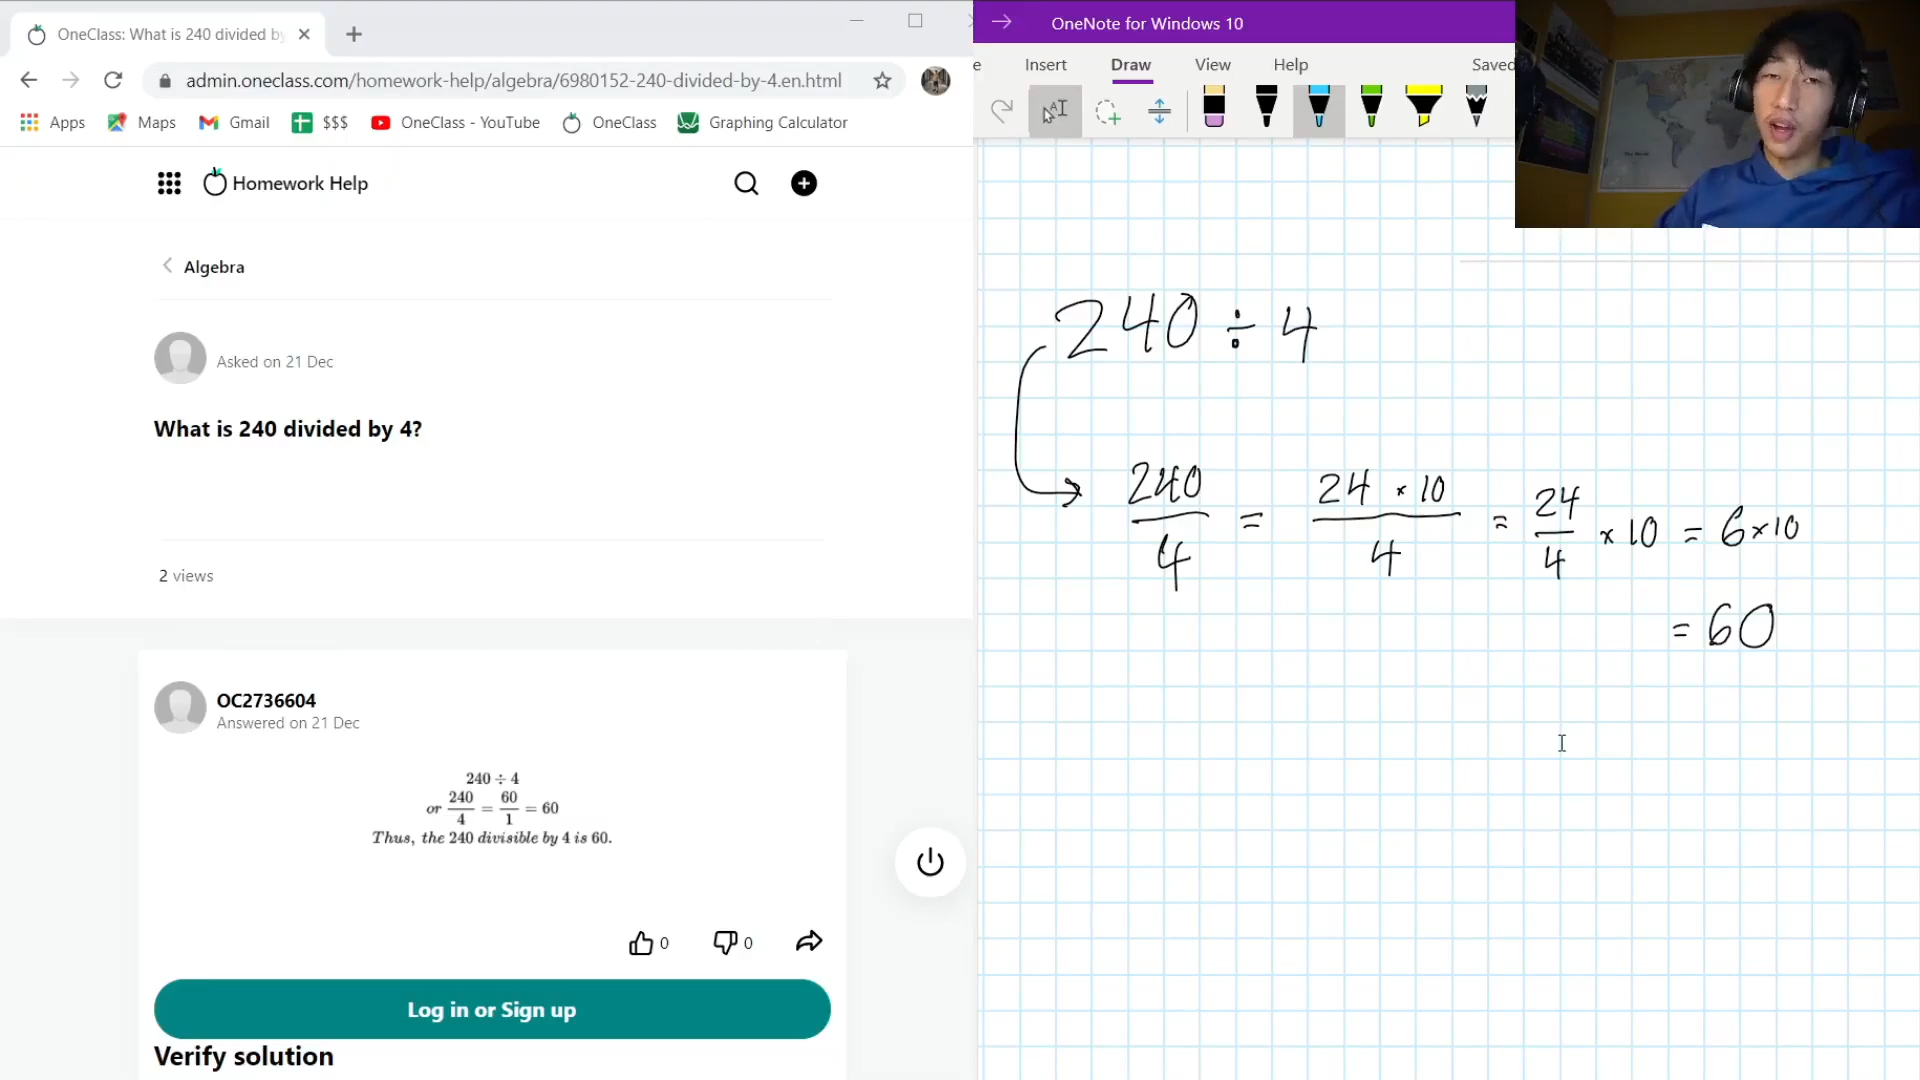 OneClass: What is 240 divided by
admin.oneclass.com/homework-help/algebra/6980152-240-divided-by-4.en.html
Apps Maps Gmail $$$ OneClass - YouTube OneClass Graphing Calculator
Homework Help
Algebra
Asked on 21 Dec
What is 240 divided by 4?
2 views
OC2736604
Answered on 21 Dec
240 ÷ 4
or 240/4 = 60/1 = 60
Thus, the 240 divisible by 4 is 60.
0 0
Log in or Sign up
Verify solution
OneNote for Windows 10
e Insert Draw View Help Saved
240 ÷ 4
240/4 = 24 × 10/4 = 24/4 × 10 = 6 × 10
= 60